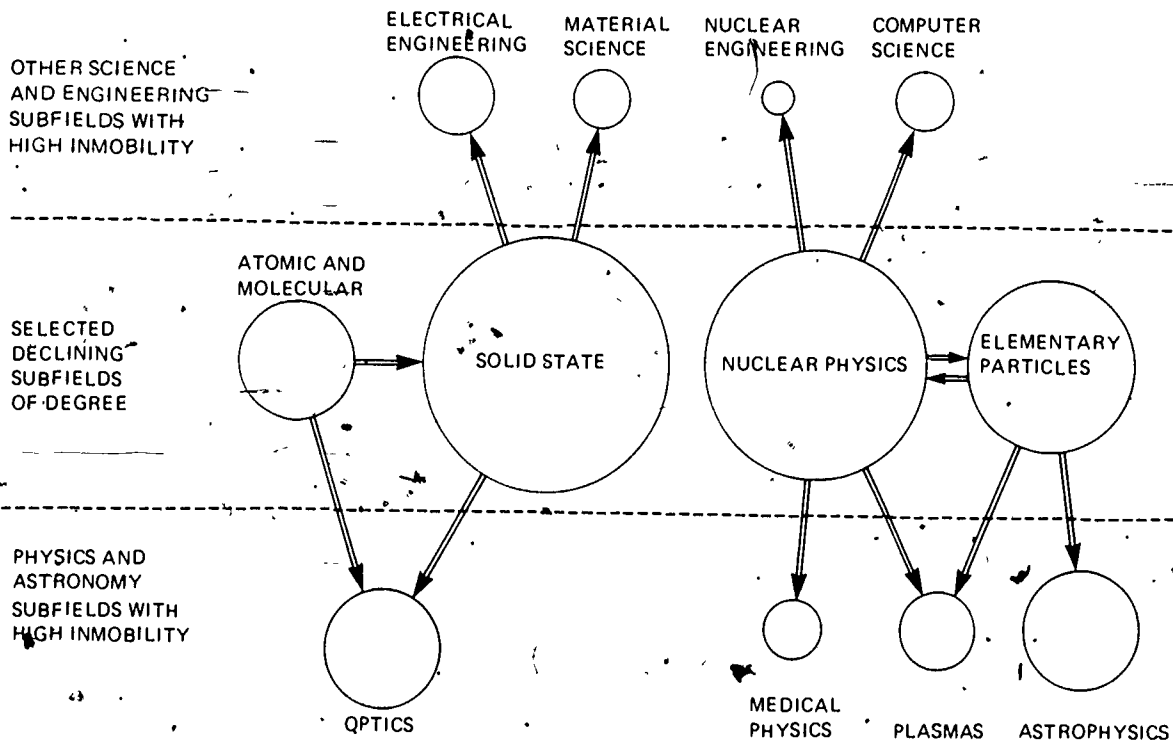 ELECTRICAL
ENGINEERING
MATERIAL
SCIENCE
NUCLEAR
ENGINEERING
COMPUTER
SCIENCE
OTHER SCIENCE
AND ENGINEERING
SUBFIELDS WITH
HIGH INMOBILITY
ATOMIC AND
MOLECULAR
SELECTED
DECLINING
SUBFIELDS
OF DEGREE
SOLID STATE
NUCLEAR PHYSICS
ELEMENTARY
PARTICLES
PHYSICS AND
ASTRONOMY
SUBFIELDS WITH
HIGH INMOBILITY
OPTICS
MEDICAL
PHYSICS
PLASMAS
ASTROPHYSICS